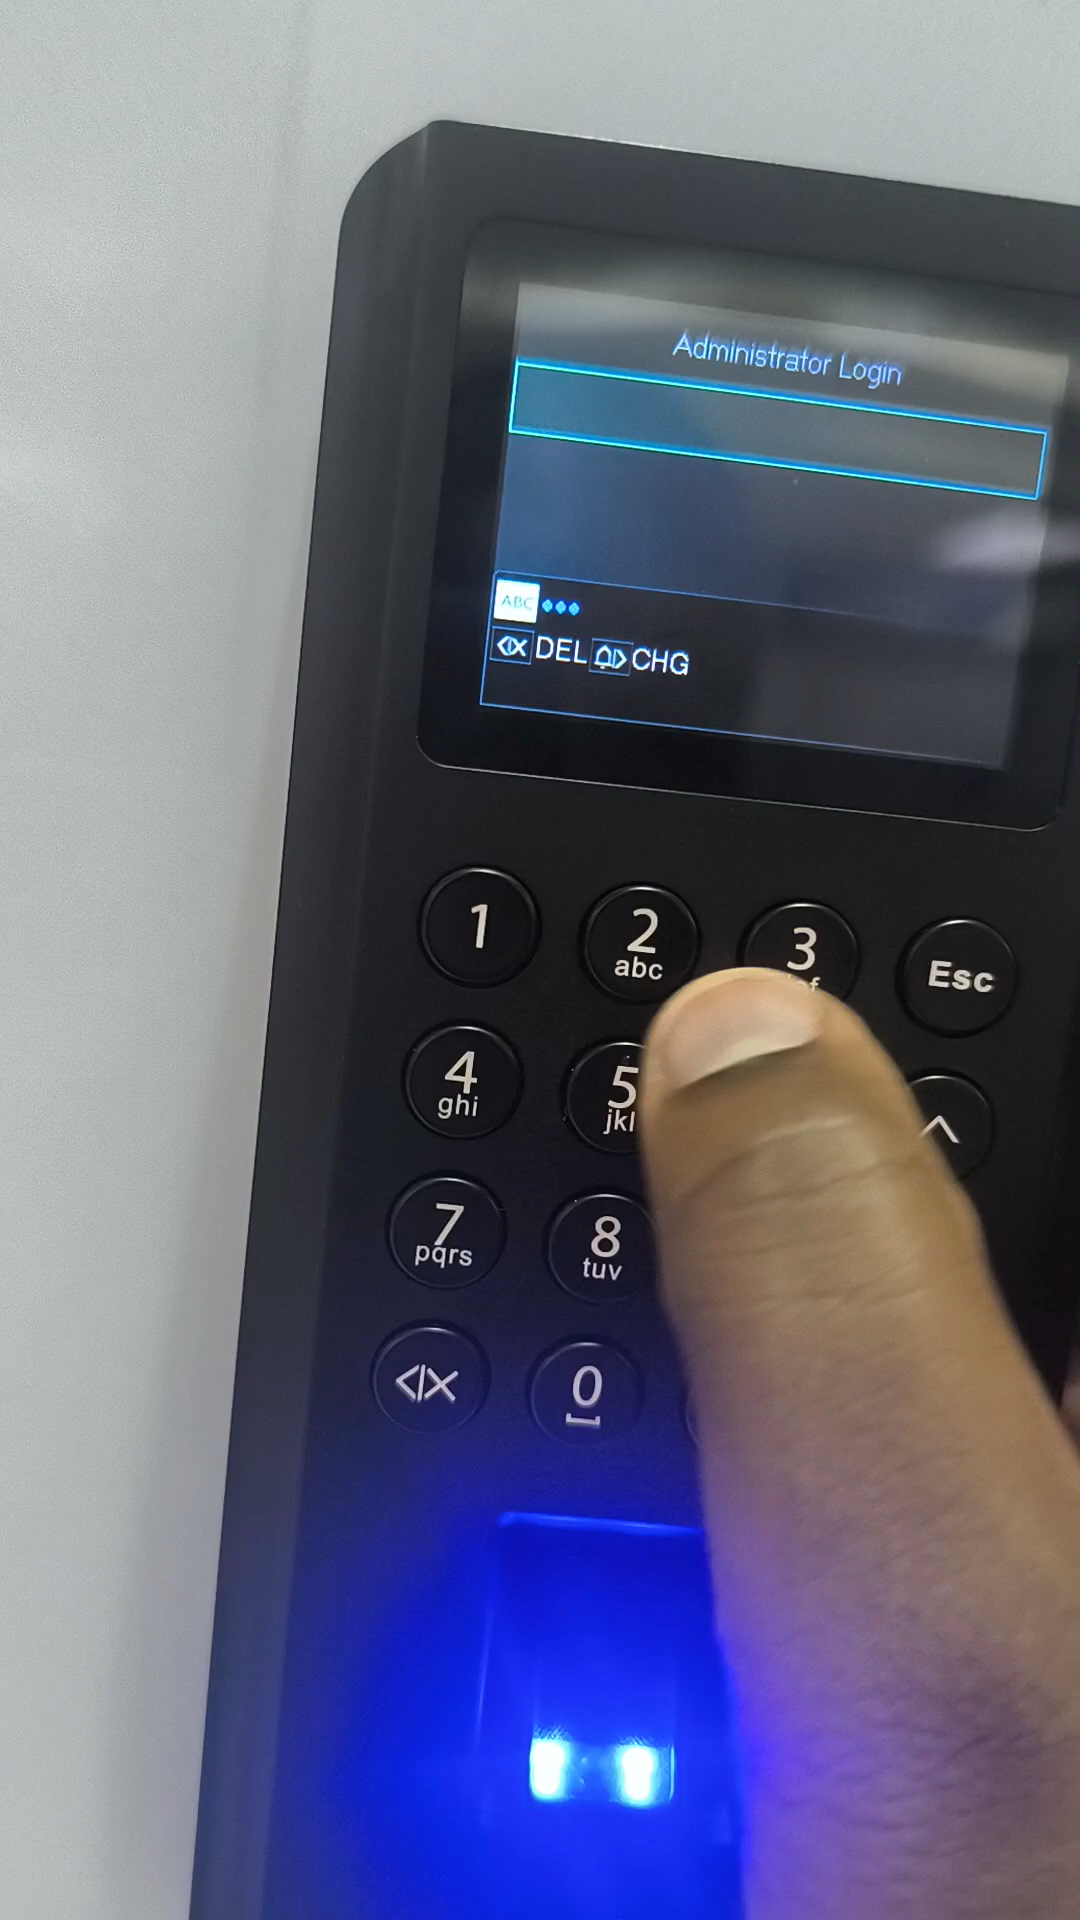 Administrator Login
ABC
DEL CHG
1
2
abc
3
Esc
4
ghi
5
jkl
7
pqrs
8
tuv
0